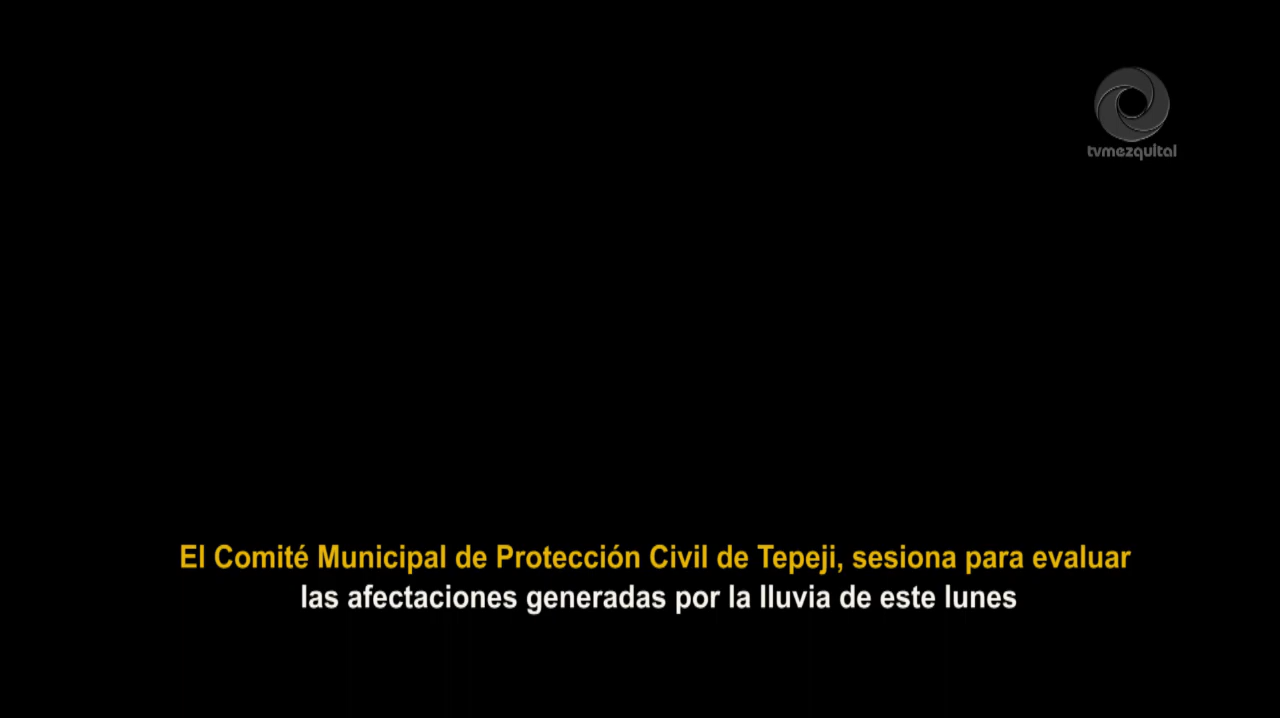 tvmezquital
El Comité Municipal de Protección Civil de Tepeji, sesiona para evaluar
las afectaciones generadas por la lluvia de este lunes